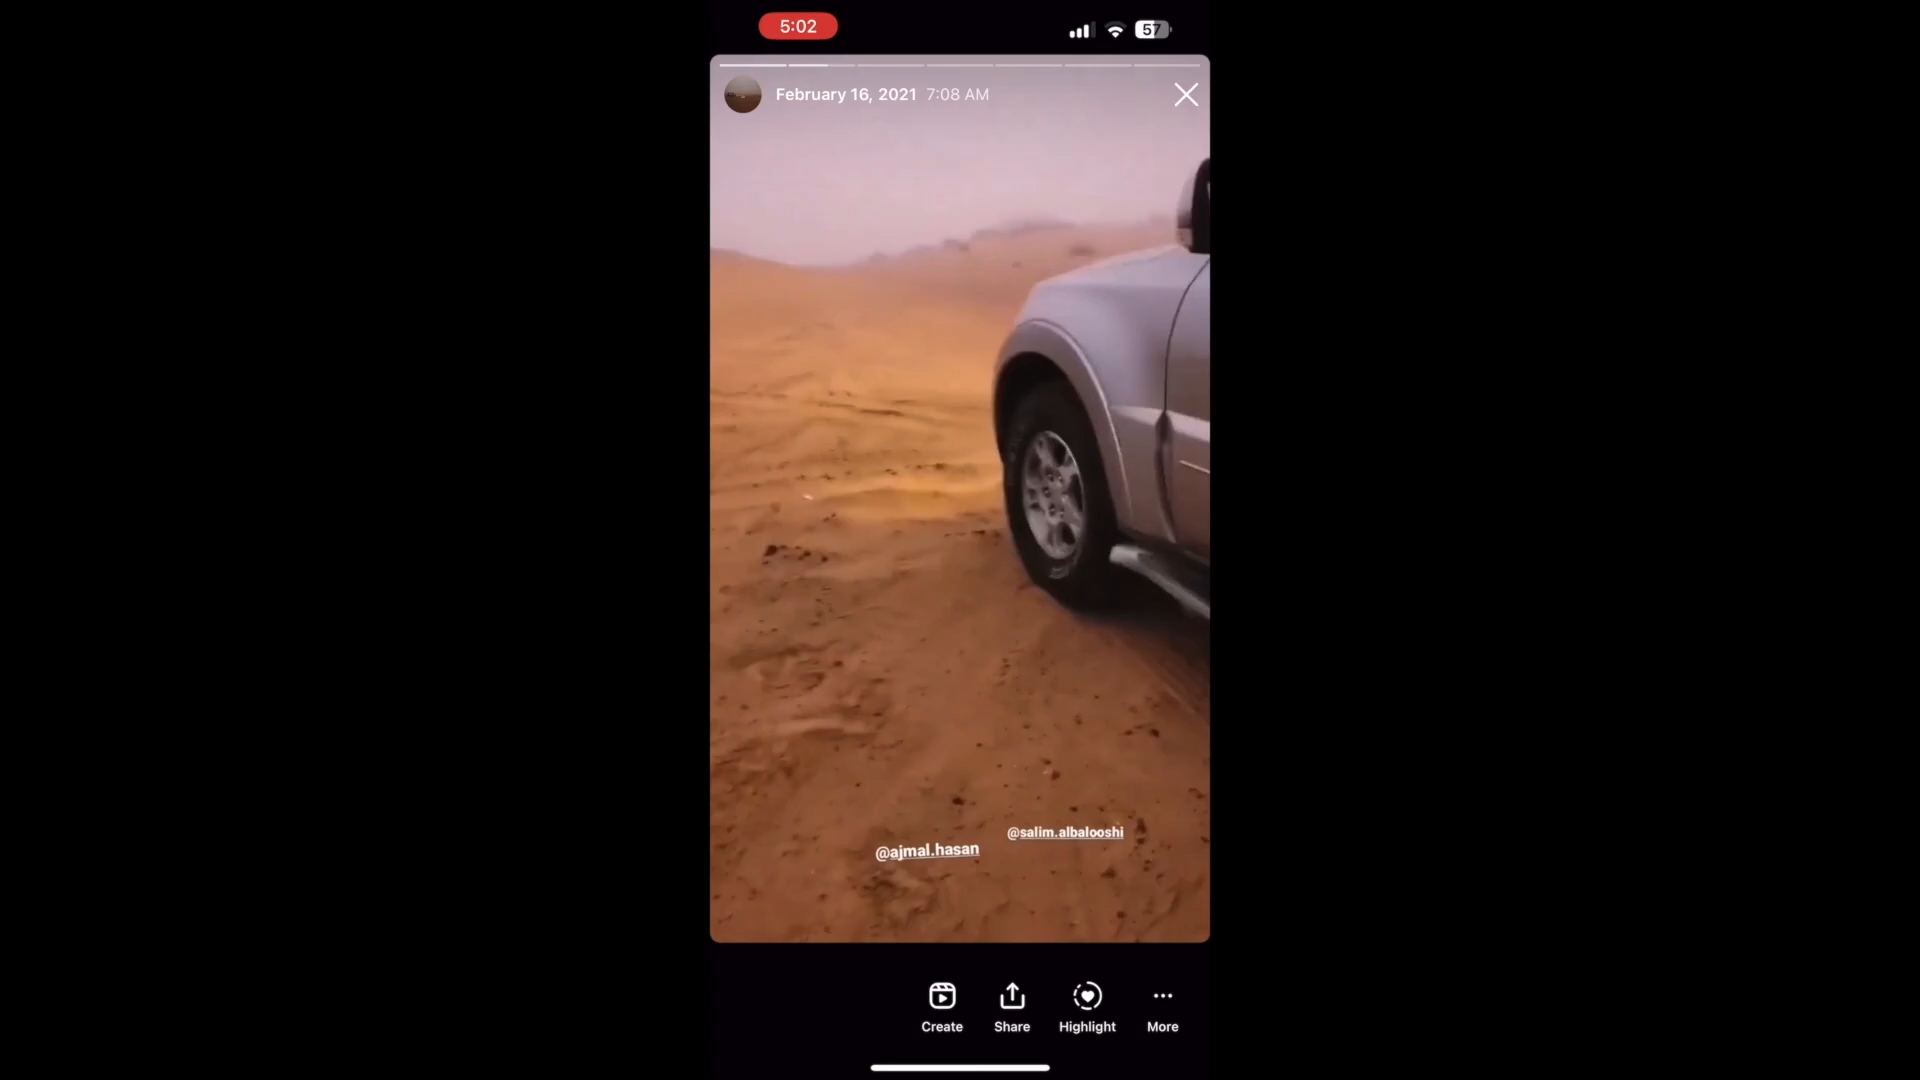 5:02
57
February 16, 2021 7:08 AM
@salim.albalooshi
@ajmal.hasan
Create Share Highlight More